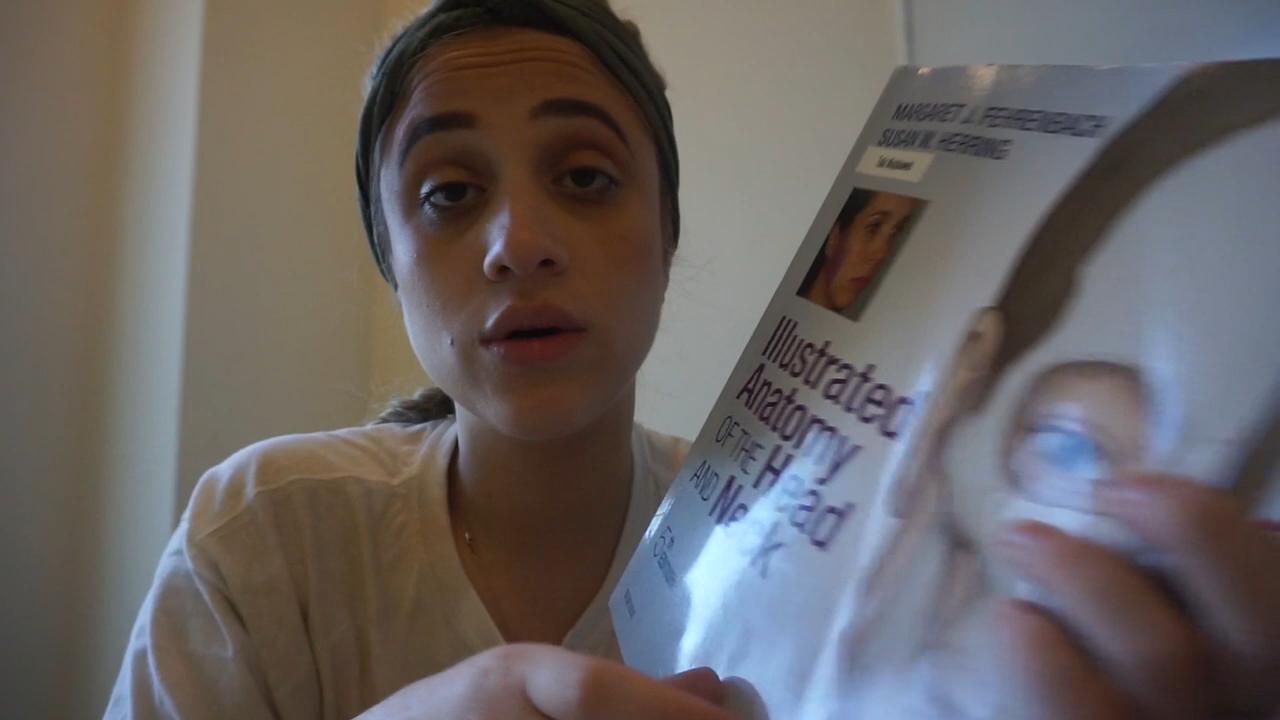 MARGARET J. FEHRENBACH
SUSAN W. HERRING
Illustrated
Anatomy
OF THE Head
AND Neck